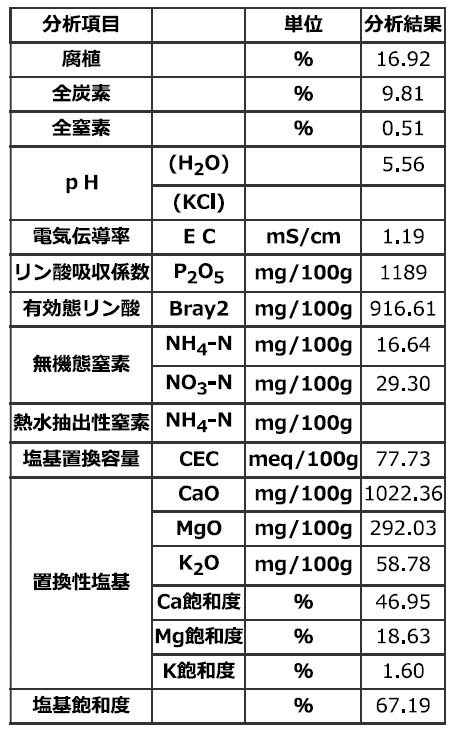 分析項目 単位 分析結果
腐植 % 16.92
全炭素 % 9.81
全窒素 % 0.51
pH (H₂O) 5.56
(KCl)
電気伝導率 EC mS/cm 1.19
リン酸吸収係数 P₂O₅ mg/100g 1189
有効態リン酸 Bray2 mg/100g 916.61
無機態窒素 NH₄-N mg/100g 16.64
NO₃-N mg/100g 29.30
熱水抽出性窒素 NH₄-N mg/100g
塩基置換容量 CEC meq/100g 77.73
置換性塩基 CaO mg/100g 1022.36
MgO mg/100g 292.03
K₂O mg/100g 58.78
Ca飽和度 % 46.95
Mg飽和度 % 18.63
K飽和度 % 1.60
塩基飽和度 % 67.19